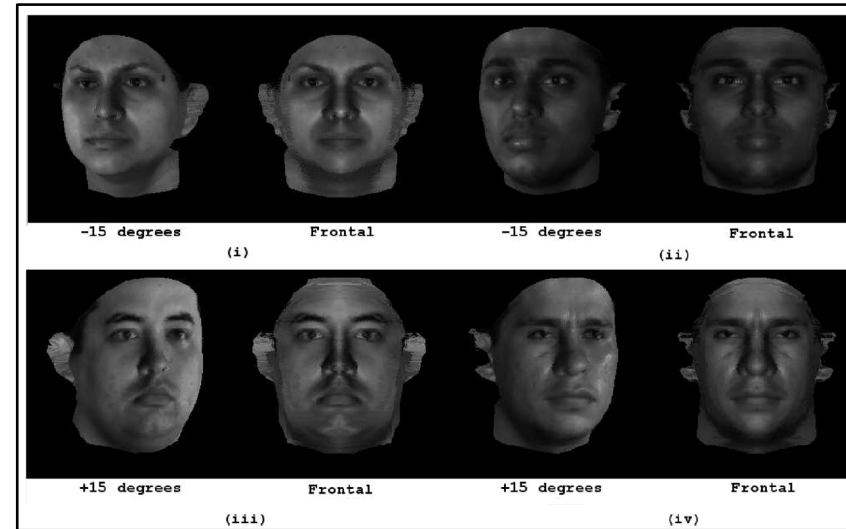 -15 degrees Frontal -15 degrees Frontal
(i) (ii)
+15 degrees Frontal +15 degrees Frontal
(iii) (iv)